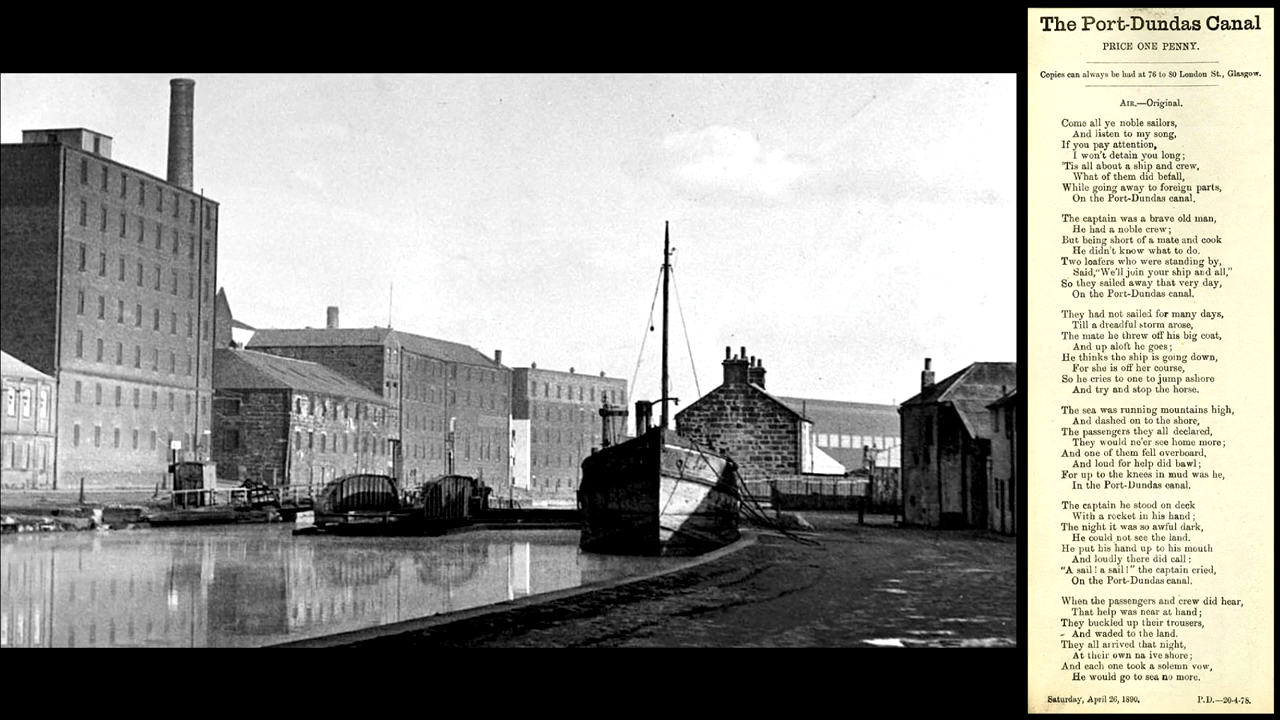 The Port-Dundas Canal
PRICE ONE PENNY.
Copies can always be had at 76 to 80 London St., Glasgow.
AIR.—Original.
Come all ye noble sailors,
And listen to my song,
If you pay attention,
I won't detain you long;
'Tis all about a ship and crew,
What of them did befall,
While going away to foreign parts,
On the Port-Dundas canal.
The captain was a brave old man,
He had a noble crew;
But being short of a mate and cook
He didn't know what to do.
Two loafers who were standing by,
Said,"We'll join your ship and all,"
So they sailed away that very day,
On the Port-Dundas canal.
They had not sailed for many days,
Till a dreadful storm arose,
The mate he threw off his big coat,
And up aloft he goes;
He thinks the ship is going down,
For she is off her course,
So he cries to one to jump ashore
And try and stop the horse.
The sea was running mountains high,
And dashed on to the shore,
The passengers they all declared,
They would ne'er see home more;
And one of them fell overboard,
And loud for help did bawl;
For up to the knees in mud was he,
In the Port-Dundas canal.
The captain he stood on deck
With a rocket in his hand;
The night it was so awful dark,
He could not see the land.
He put his hand up to his mouth
And loudly there did call:
"A sail! a sail!" the captain cried,
On the Port-Dundas canal.
When the passengers and crew did hear,
That help was near at hand;
They buckled up their trousers,
And waded to the land.
They all arrived that night,
At their own na ive shore;
And each one took a solemn vow,
He would go to sea no more.
Saturday, April 26, 1890. P.D.—20-4-78.